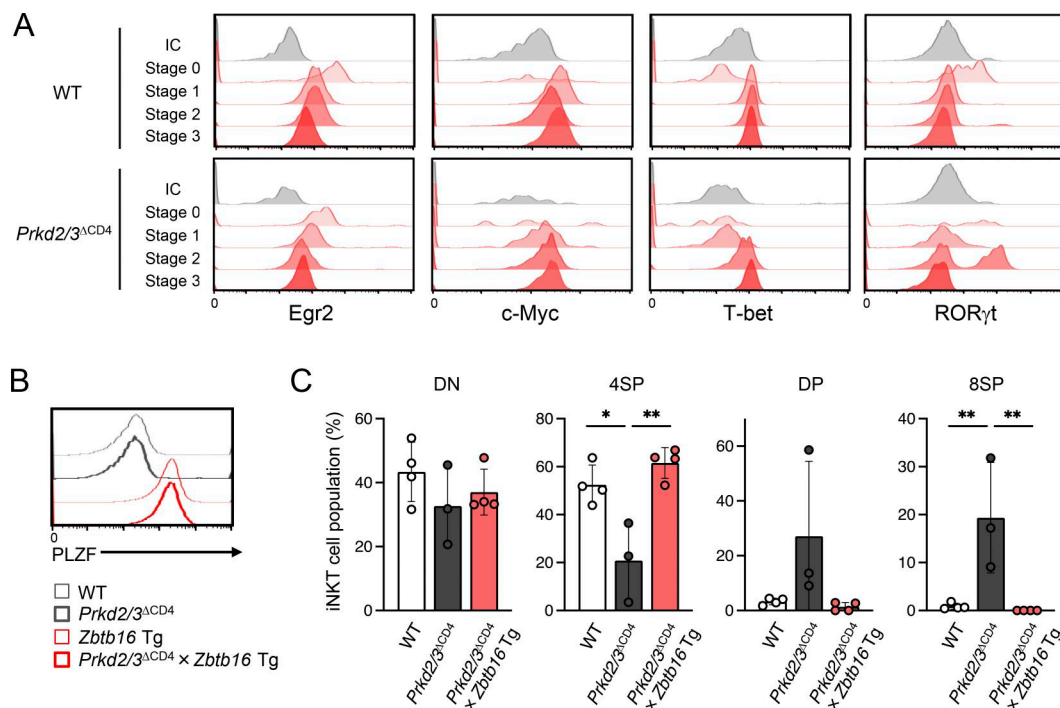 A
WT
IC
Stage 0
Stage 1
Stage 2
Stage 3
Prkd2/3ΔCD4
IC
Stage 0
Stage 1
Stage 2
Stage 3
0 0 0 0
Egr2 c-Myc T-bet RORγt
B
0
PLZF
WT
Prkd2/3ΔCD4
Zbtb16 Tg
Prkd2/3ΔCD4 × Zbtb16 Tg
C
iNKT cell population (%)
DN
60
40
20
0
WT
Prkd2/3ΔCD4
Prkd2/3ΔCD4
× Zbtb16 Tg
4SP
* **
80
60
40
20
0
WT
Prkd2/3ΔCD4
Prkd2/3ΔCD4
× Zbtb16 Tg
DP
60
40
20
0
WT
Prkd2/3ΔCD4
Prkd2/3ΔCD4
× Zbtb16 Tg
8SP
** **
40
30
20
10
0
WT
Prkd2/3ΔCD4
Prkd2/3ΔCD4
× Zbtb16 Tg